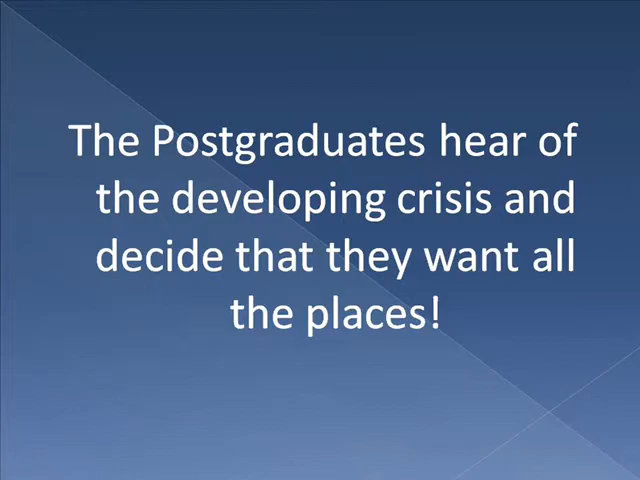 The Postgraduates hear of
the developing crisis and
decide that they want all
the places!